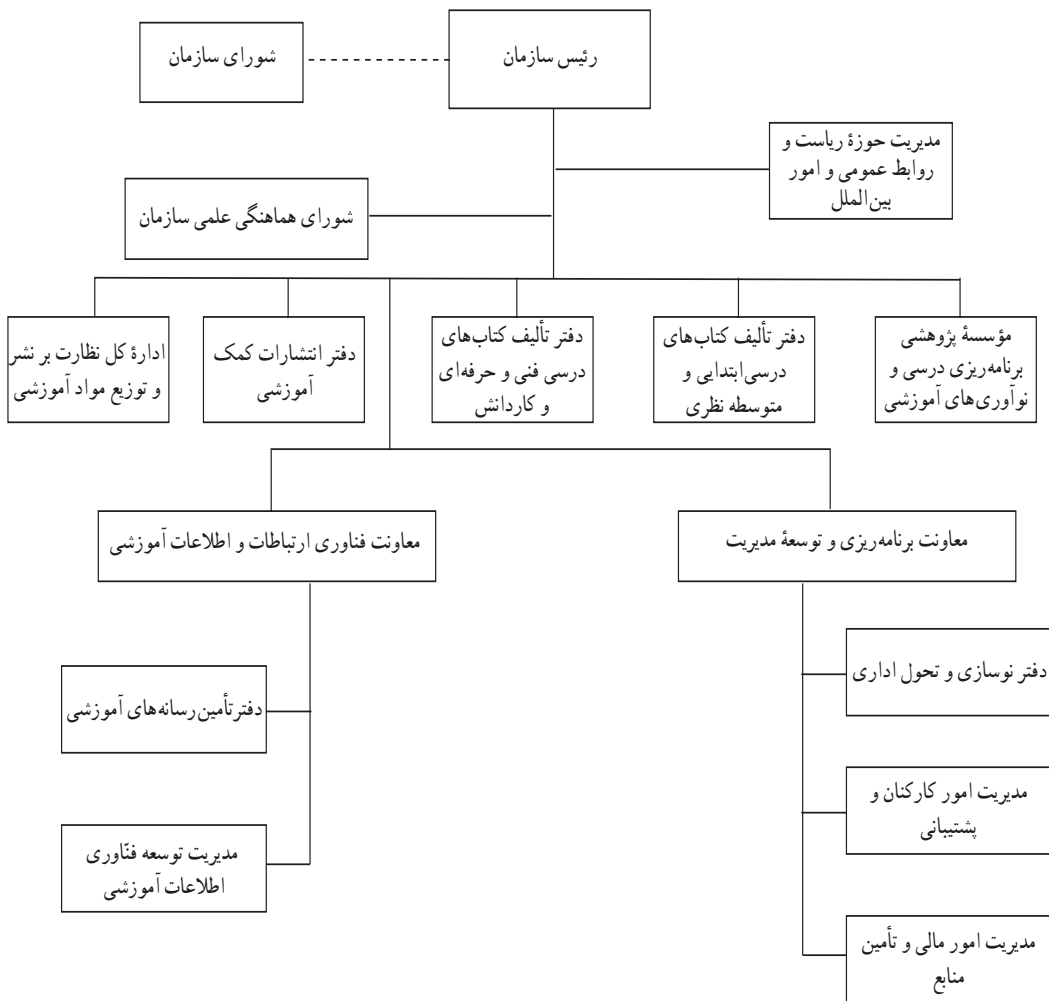 رئیس سازمان
شورای سازمان
مدیریت حوزهٔ ریاست و
روابط عمومی و امور
بین‌الملل
شورای هماهنگی علمی سازمان
مؤسسهٔ پژوهشی
برنامه‌ریزی درسی و
نوآوری‌های آموزشی
دفتر تألیف کتاب‌های
درسی ابتدایی و
متوسطه نظری
دفتر تألیف کتاب‌های
درسی فنی و حرفه‌ای
و کاردانش
دفتر انتشارات کمک
آموزشی
ادارهٔ کل نظارت بر نشر
و توزیع مواد آموزشی
معاونت برنامه‌ریزی و توسعهٔ مدیریت
معاونت فناوری ارتباطات و اطلاعات آموزشی
دفتر نوسازی و تحول اداری
مدیریت امور کارکنان و
پشتیبانی
مدیریت امور مالی و تأمین
منابع
دفتر تأمین رسانه‌های آموزشی
مدیریت توسعه فنّاوری
اطلاعات آموزشی